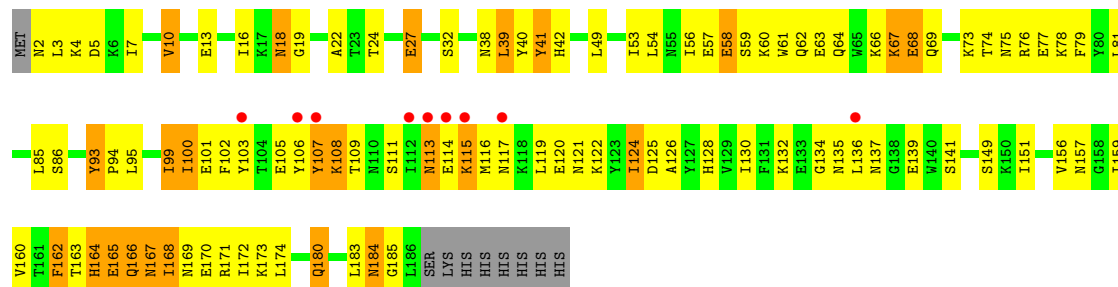 MET N2 L3 K4 D5 K6 I7 V10 E13 I16 K17 N18 G19 A22 T23 T24 E27 S32 N38 L39 Y40 Y41 H42 L49 I53 L54 N55 I56 E57 E58 S59 K60 W61 Q62 E63 Q64 W65 K66 K67 E68 Q69 K73 T74 N75 R76 E77 K78 F79 Y80 L81
L85 S86 Y93 P94 L95 I99 I100 E101 F102 Y103 T104 E105 Y106 Y107 K108 T109 N110 S111 I112 N113 E114 K115 M116 N117 K118 L119 E120 N121 K122 Y123 I124 D125 A126 Y127 H128 V129 I130 F131 K132 E133 G134 N135 L136 N137 G138 E139 W140 S141 S149 K150 I151 V156 N157 G158
V160 T161 F162 T163 H164 E165 Q166 N167 I168 N169 E170 R171 I172 K173 L174 Q180 L183 N184 G185 L186 SER LYS HIS HIS HIS HIS HIS HIS